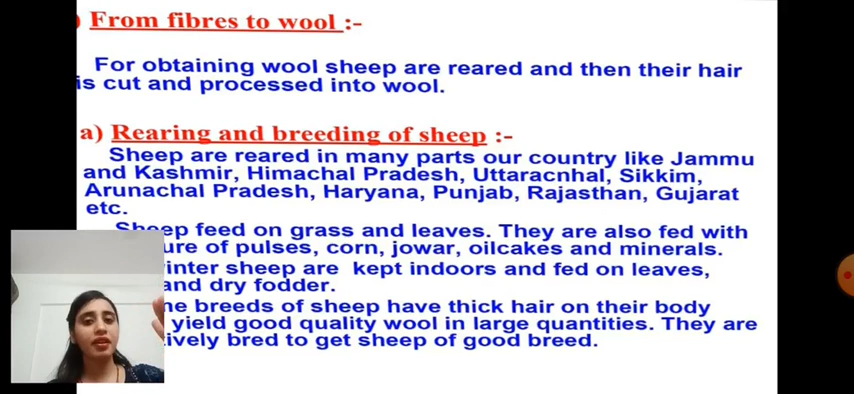 ) From fibres to wool :-
For obtaining wool sheep are reared and then their hair
is cut and processed into wool.
a) Rearing and breeding of sheep :-
Sheep are reared in many parts our country like Jammu
and Kashmir, Himachal Pradesh, Uttaracnhal, Sikkim,
Arunachal Pradesh, Haryana, Punjab, Rajasthan, Gujarat
etc.
Sheep feed on grass and leaves. They are also fed with
ure of pulses, corn, jowar, oilcakes and minerals.
inter sheep are kept indoors and fed on leaves,
and dry fodder.
me breeds of sheep have thick hair on their body
yield good quality wool in large quantities. They are
tively bred to get sheep of good breed.